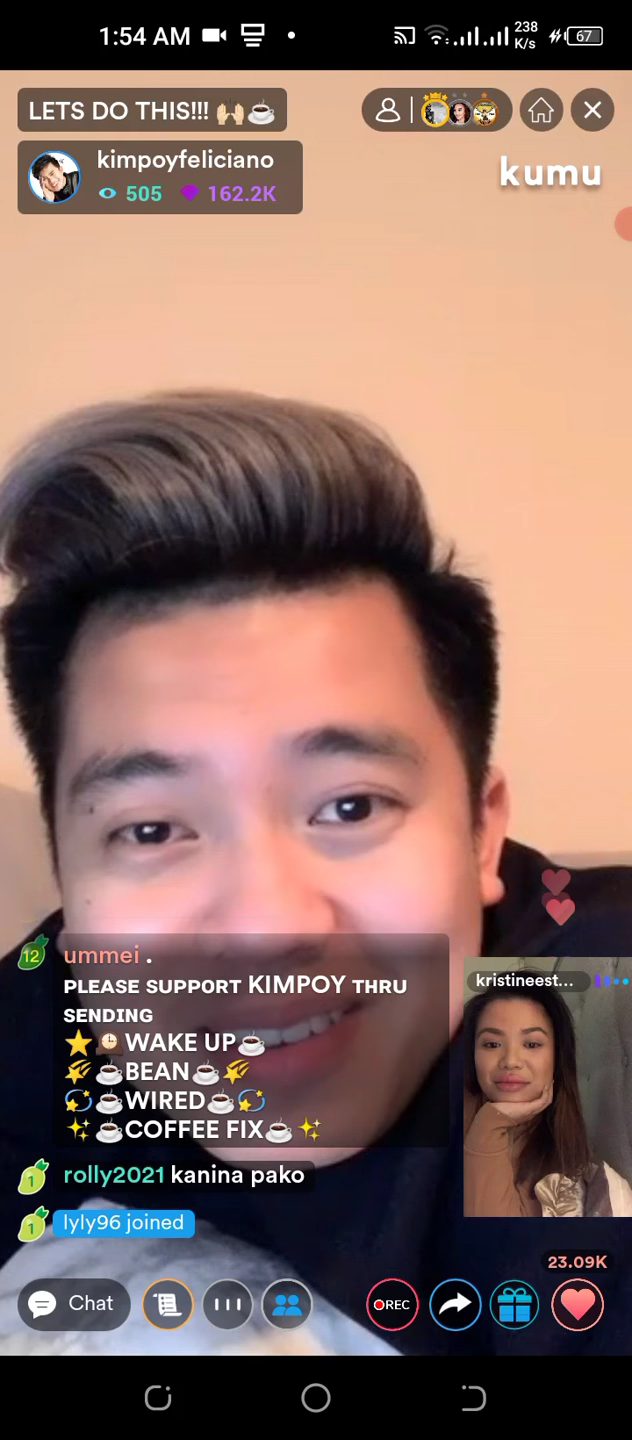 1:54 AM
238
K/s
67
LETS DO THIS!!! 🙌🏻☕
kimpoyfeliciano
505 162.2K
kumu
12
ummei .
PLEASE SUPPORT KIMPOY THRU
SENDING
⭐🕰️WAKE UP☕
🌠☕BEAN☕🌠
💫☕WIRED☕💫
✨☕COFFEE FIX☕✨
kristineest...
1
rolly2021 kanina pako
1
lyly96 joined
23.09K
Chat
REC